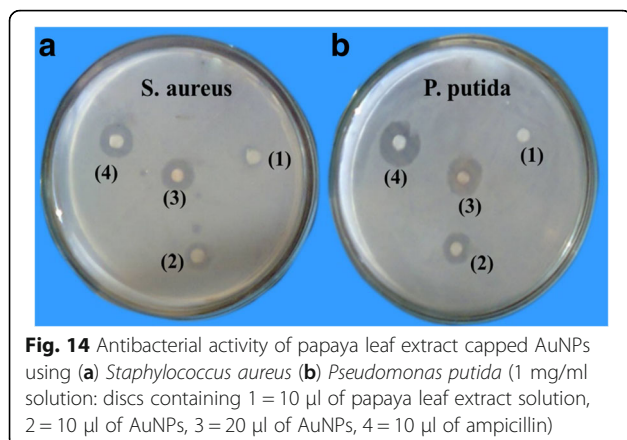 a
b
S. aureus
P. putida
(4)
(1)
(3)
(2)
(4)
(1)
(3)
(2)
Fig. 14 Antibacterial activity of papaya leaf extract capped AuNPs
using (a) Staphylococcus aureus (b) Pseudomonas putida (1 mg/ml
solution: discs containing 1 = 10 μl of papaya leaf extract solution,
2 = 10 μl of AuNPs, 3 = 20 μl of AuNPs, 4 = 10 μl of ampicillin)